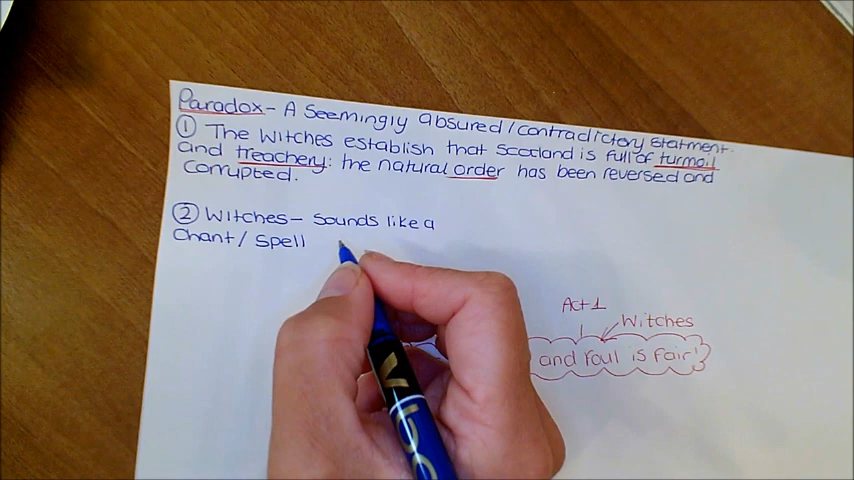 Paradox - A Seemingly absured/contradictory statment.
① The Witches establish that Scotland is full of turmoil
and treachery: the natural order has been reversed and
corrupted.
② Witches - Sounds like a
Chant/ Spell
Act 1
Witches
and foul is fair'